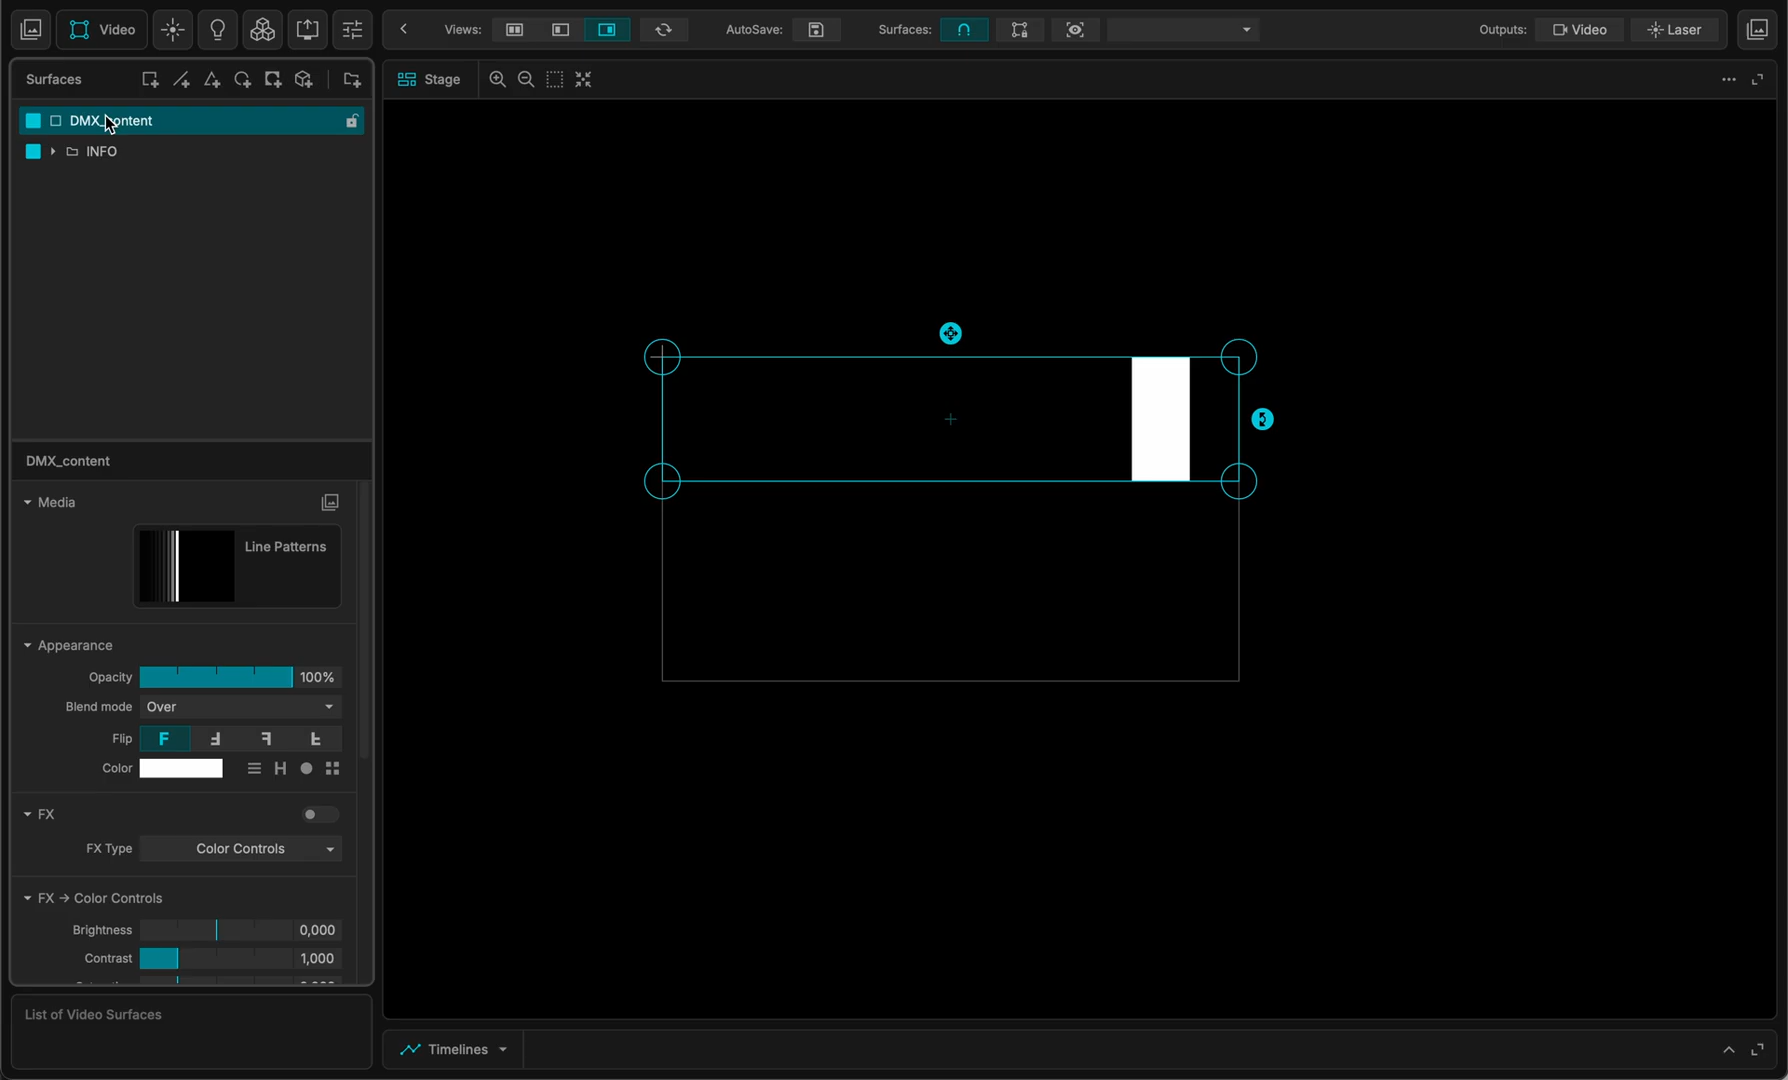 Video
Views:
AutoSave:
Surfaces:
Outputs:
Video
Laser
Surfaces
Stage
DMX_content
INFO
DMX_content
Media
Line Patterns
Appearance
Opacity 100%
Blend mode Over
Flip F
Color H
FX
FX Type Color Controls
FX → Color Controls
Brightness 0,000
Contrast 1,000
List of Video Surfaces
Timelines